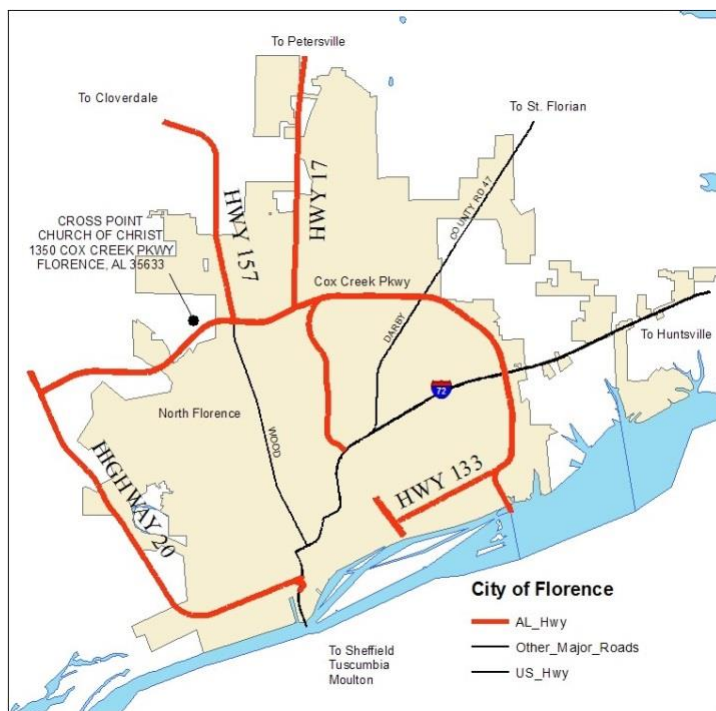 To Petersville
To Cloverdale
To St. Florian
HWY 17
HWY 157
COUNTY RD 47
CROSS POINT
CHURCH OF CHRIST
1350 COX CREEK PKWY
FLORENCE, AL 35633
Cox Creek Pkwy
DARBY
To Huntsville
72
North Florence
WOOD
HIGHWAY 20
HWY 133
City of Florence
AL_Hwy
Other_Major_Roads
US_Hwy
To Sheffield
Tuscumbia
Moulton